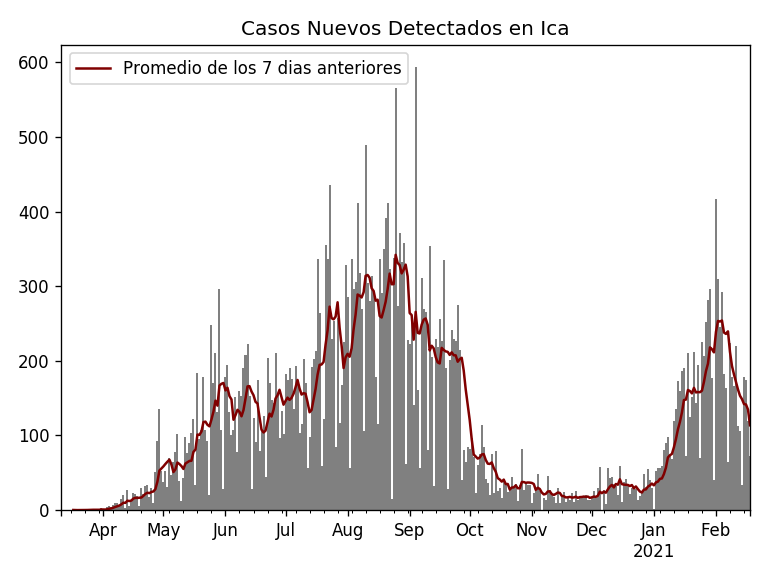 Casos Nuevos Detectados en Ica
Promedio de los 7 dias anteriores
600
500
400
300
200
100
0
Apr May Jun Jul Aug Sep Oct Nov Dec Jan Feb
2021